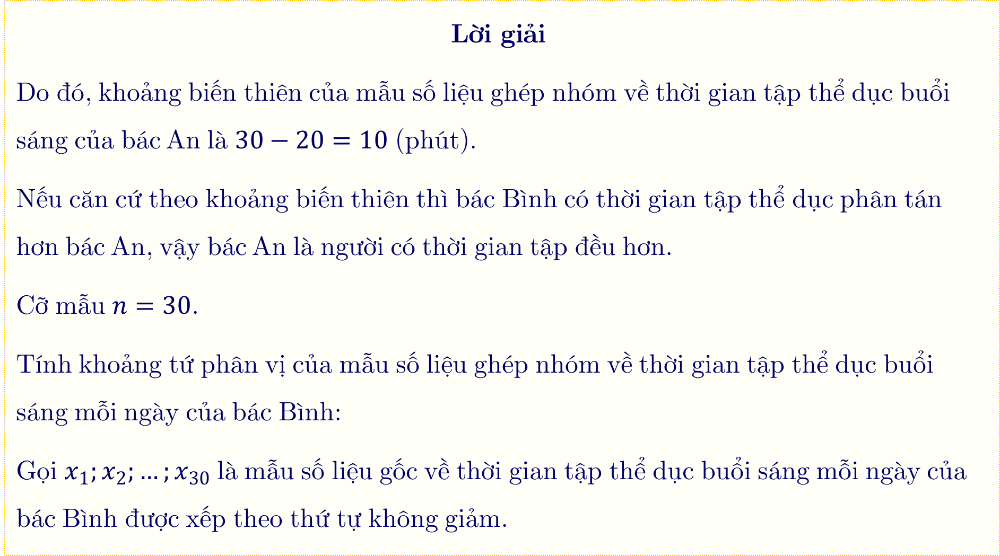 Lời giải
Do đó, khoảng biến thiên của mẫu số liệu ghép nhóm về thời gian tập thể dục buổi
sáng của bác An là 30 − 20 = 10 (phút).
Nếu căn cứ theo khoảng biến thiên thì bác Bình có thời gian tập thể dục phân tán
hơn bác An, vậy bác An là người có thời gian tập đều hơn.
Cỡ mẫu n = 30.
Tính khoảng tứ phân vị của mẫu số liệu ghép nhóm về thời gian tập thể dục buổi
sáng mỗi ngày của bác Bình:
Gọi x₁; x₂; … ; x₃₀ là mẫu số liệu gốc về thời gian tập thể dục buổi sáng mỗi ngày của
bác Bình được xếp theo thứ tự không giảm.